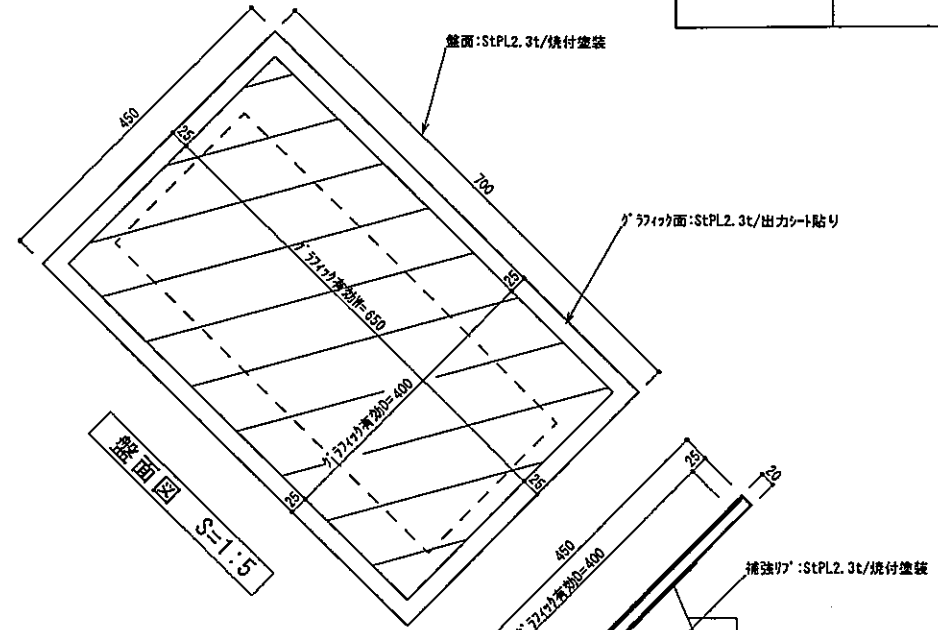 盤面:StPL2.3t/焼付塗装
450
25
700
グラフィック面:StPL2.3t/出力シート貼り
グラフィック有効W=650
25
グラフィック有効D=400
25
25
盤面図 S=1:5
25
20
450
グラフィック有効D=400
補強リブ:StPL2.3t/焼付塗装